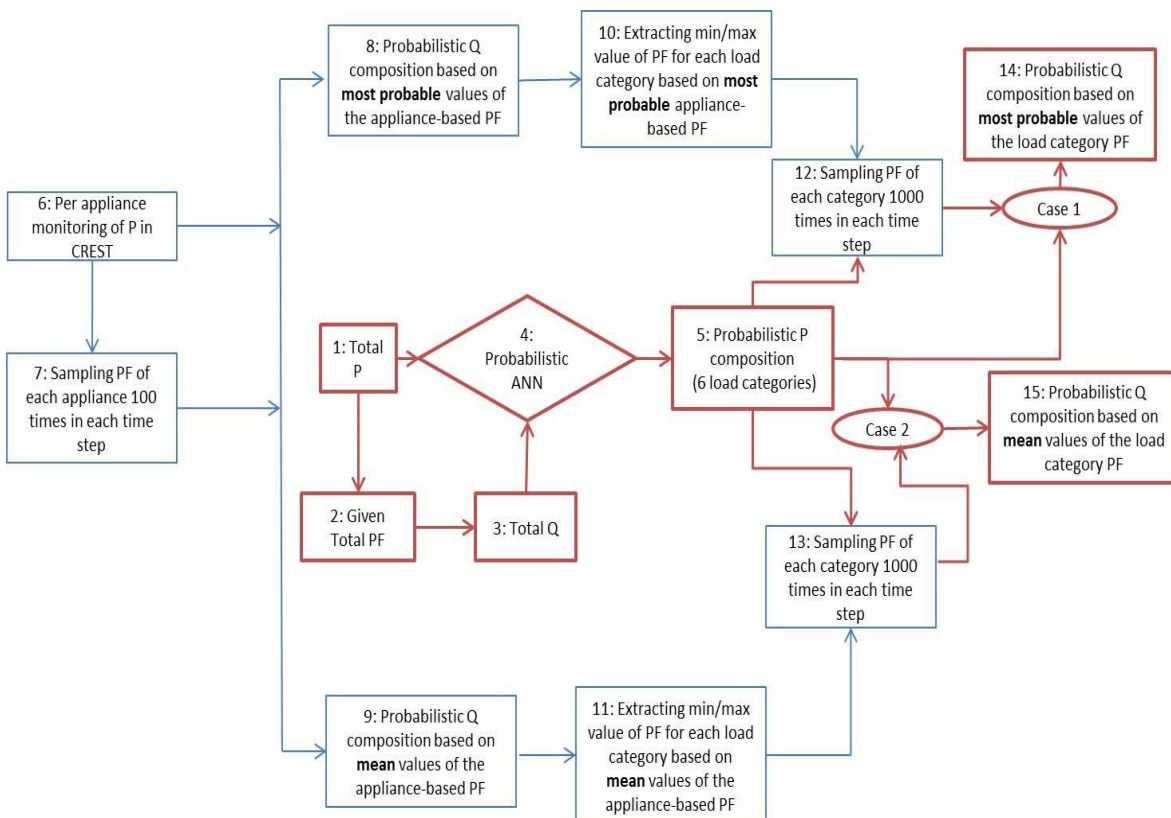 8: Probabilistic Q
composition based on
most probable values of
the appliance-based PF
10: Extracting min/max
value of PF for each load
category based on most
probable appliance-
based PF
14: Probabilistic Q
composition based on
most probable values of
the load category PF
12: Sampling PF of
each category 1000
times in each time
step
Case 1
6: Per appliance
monitoring of P in
CREST
7: Sampling PF of
each appliance 100
times in each time
step
1: Total
P
4:
Probabilistic
ANN
5: Probabilistic P
composition
(6 load categories)
Case 2
15: Probabilistic Q
composition based on
mean values of the load
category PF
2: Given
Total PF
3: Total Q
13: Sampling PF of
each category 1000
times in each time
step
9: Probabilistic Q
composition based on
mean values of the
appliance-based PF
11: Extracting min/max
value of PF for each load
category based on
mean values of the
appliance-based PF